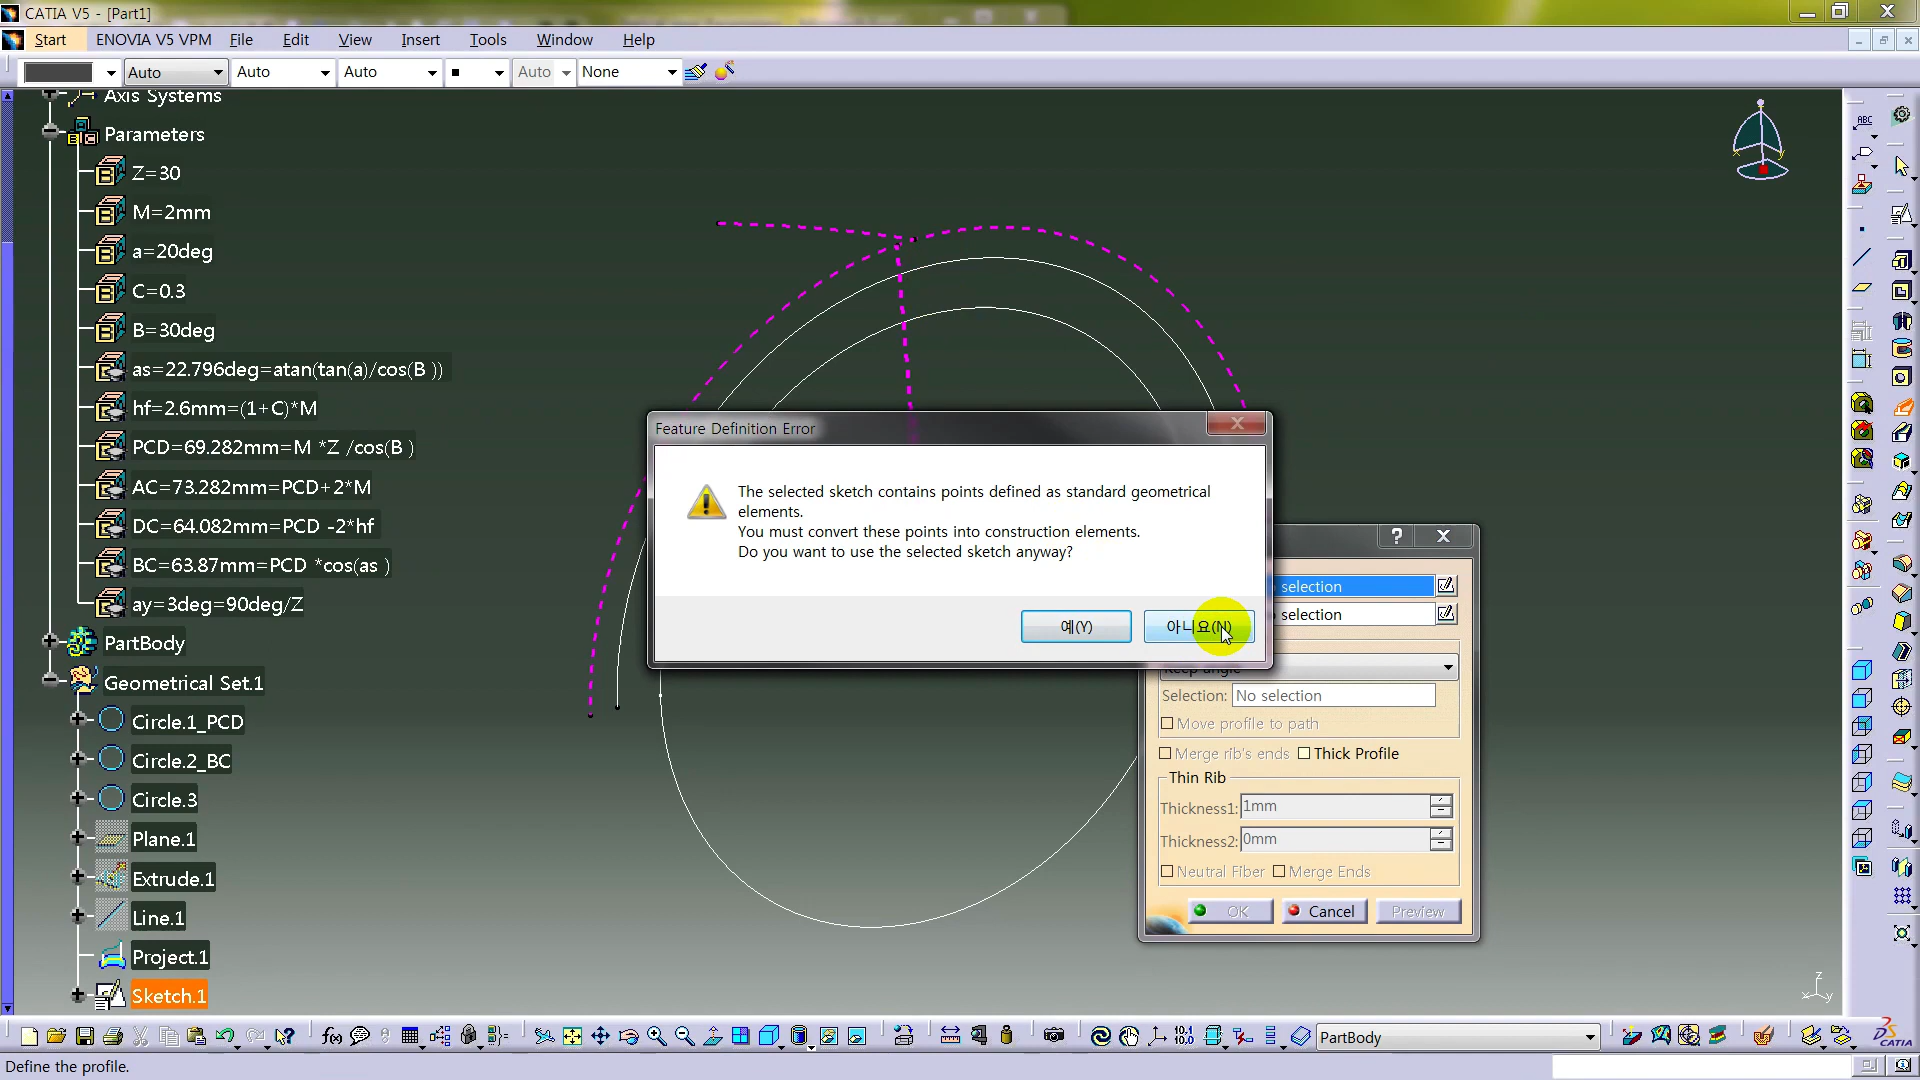 CATIA V5 - [Part1]
Start ENOVIA V5 VPM File Edit View Insert Tools Window Help
Auto Auto Auto Auto None
Axis Systems
Parameters
Z=30
M=2mm
a=20deg
C=0.3
B=30deg
as=22.796deg=atan(tan(a)/cos(B ))
hf=2.6mm=(1+C)*M
PCD=69.282mm=M *Z /cos(B )
AC=73.282mm=PCD+2*M
DC=64.082mm=PCD -2*hf
BC=63.87mm=PCD *cos(as )
ay=3deg=90deg/Z
PartBody
Geometrical Set.1
Circle.1_PCD
Circle.2_BC
Circle.3
Plane.1
Extrude.1
Line.1
Project.1
Sketch.1
Feature Definition Error
The selected sketch contains points defined as standard geometrical
elements.
You must convert these points into construction elements.
Do you want to use the selected sketch anyway?
예(Y) 아니요(N)
selection
selection
Keep angle
Selection: No selection
Move profile to path
Merge rib's ends Thick Profile
Thin Rib
Thickness1: 1mm
Thickness2: 0mm
Neutral Fiber Merge Ends
OK Cancel Preview
ABC
x y
z
y
PartBody
CATIA
Define the profile.